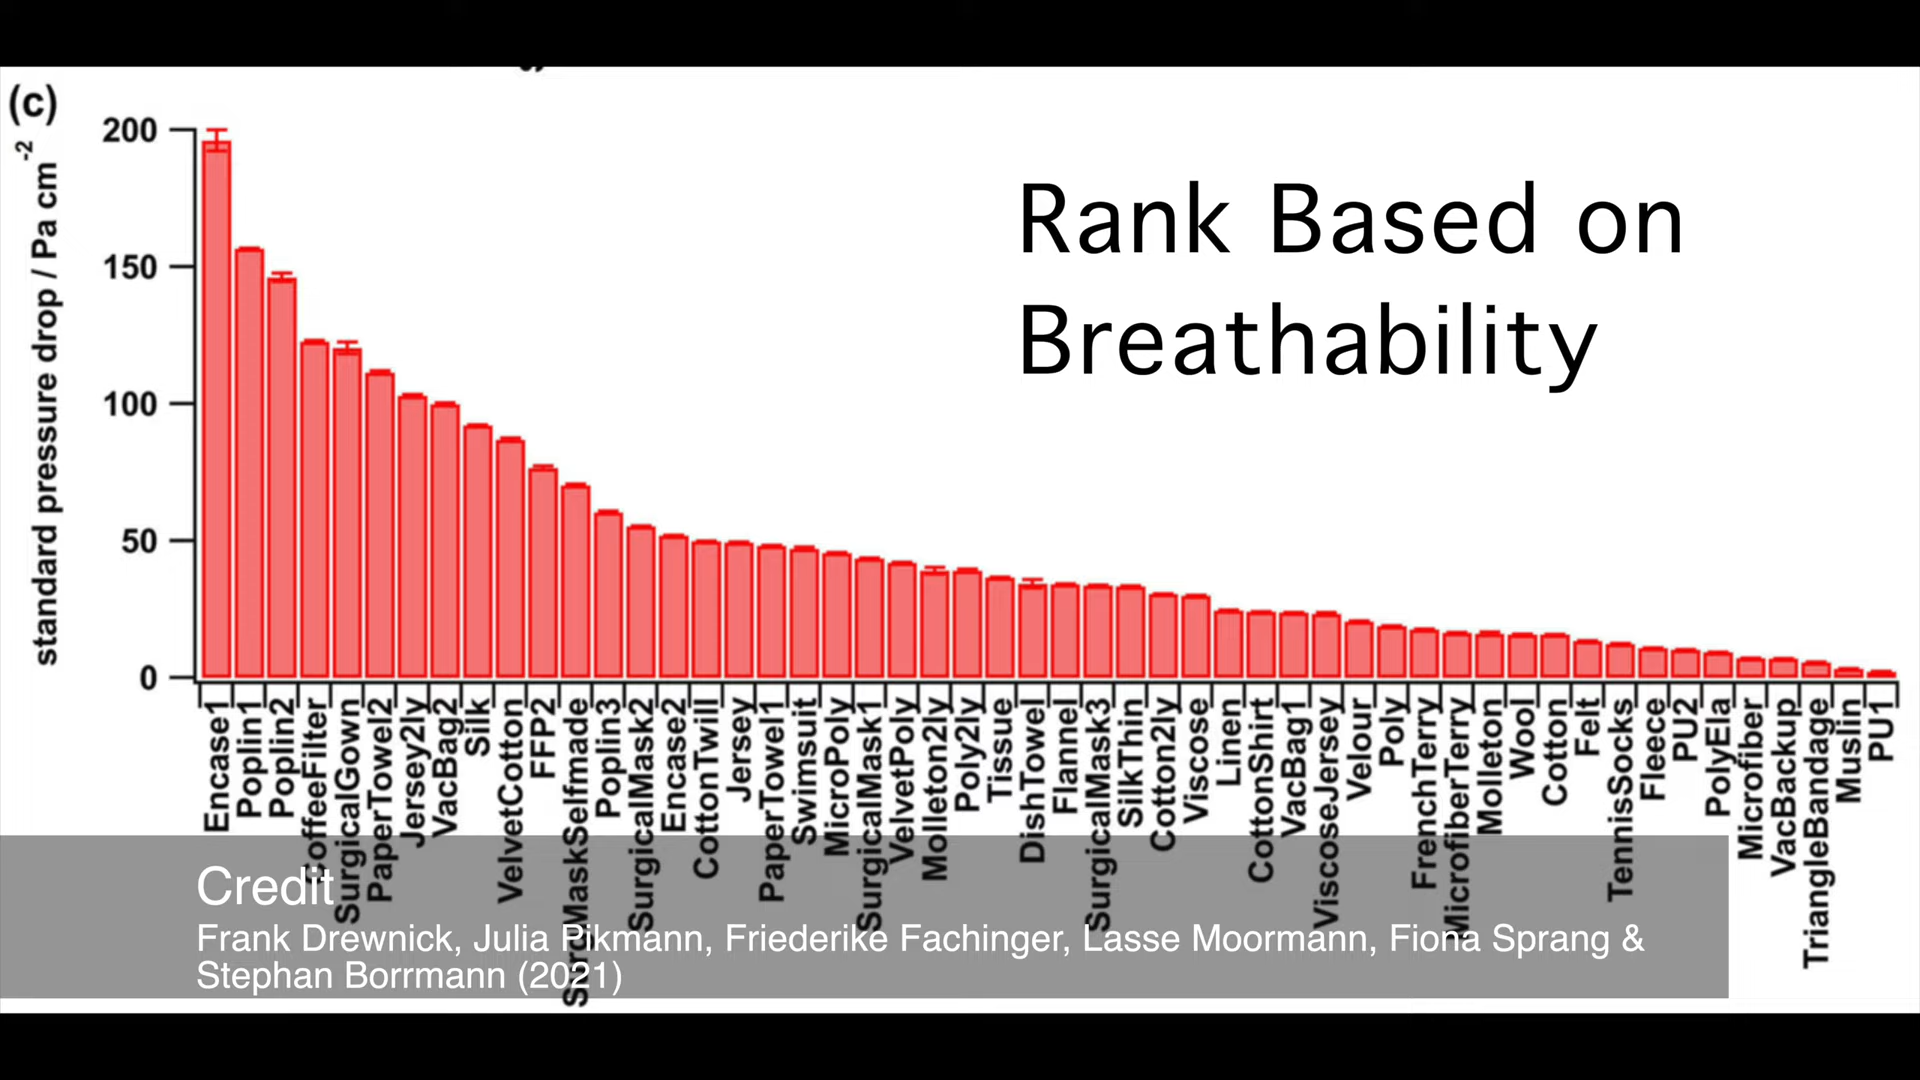 (c)
standard pressure drop / Pa cm-2
200
150
100
50
0
Rank Based on
Breathability
Encase1
Poplin1
Poplin2
CoffeeFilter
SurgicalGown
PaperTowel2
Jersey2ly
VacBag2
Silk
VelvetCotton
FFP2
SurgMaskSelfmade
Poplin3
SurgicalMask2
Encase2
CottonTwill
Jersey
PaperTowel1
Swimsuit
MicroPoly
SurgicalMask1
VelvetPoly
Molleton2ly
Poly2ly
Tissue
DishTowel
Flannel
SurgicalMask3
SilkThin
Cotton2ly
Viscose
Linen
CottonShirt
VacBag1
ViscoseJersey
Velour
Poly
FrenchTerry
MicrofiberTerry
Molleton
Wool
Cotton
Felt
TennisSocks
Fleece
PU2
PolyEla
Microfiber
VacBackup
TriangleBandage
Muslin
PU1
Credit
Frank Drewnick, Julia Pikmann, Friederike Fachinger, Lasse Moormann, Fiona Sprang &
Stephan Borrmann (2021)